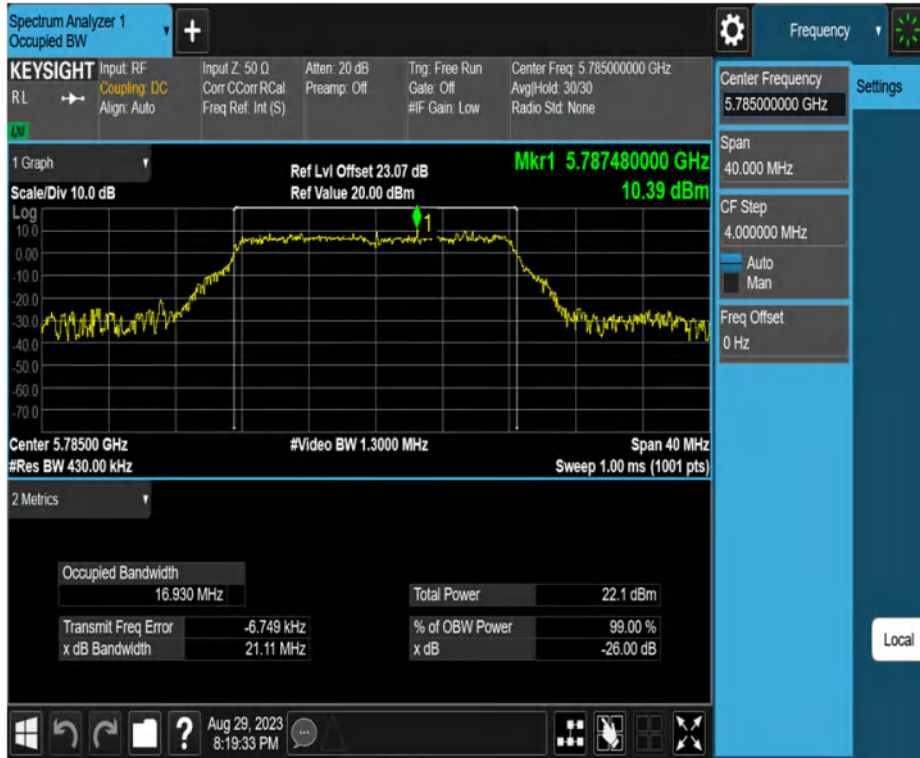 Spectrum Analyzer 1
Occupied BW
+
Frequency
KEYSIGHT
RL
LXI
Input: RF
Coupling: DC
Align: Auto
Input Z: 50 Ω
Corr CCorr RCal
Freq Ref: Int (S)
Atten: 20 dB
Preamp: Off
Trig: Free Run
Gate: Off
#IF Gain: Low
Center Freq: 5.785000000 GHz
Avg|Hold: 30/30
Radio Std: None
Center Frequency
5.785000000 GHz
Settings
Span
40.000 MHz
CF Step
4.000000 MHz
Auto
Man
Freq Offset
0 Hz
Local
1 Graph
Scale/Div 10.0 dB
Ref Lvl Offset 23.07 dB
Ref Value 20.00 dBm
Mkr1 5.787480000 GHz
10.39 dBm
Log
1
10.0
0.00
-10.0
-20.0
-30.0
-40.0
-50.0
-60.0
-70.0
Center 5.78500 GHz
#Video BW 1.3000 MHz
Span 40 MHz
#Res BW 430.00 kHz
Sweep 1.00 ms (1001 pts)
2 Metrics
Occupied Bandwidth
16.930 MHz
Total Power 22.1 dBm
Transmit Freq Error -6.749 kHz
% of OBW Power 99.00 %
x dB Bandwidth 21.11 MHz
x dB -26.00 dB
?
Aug 29, 2023
8:19:33 PM